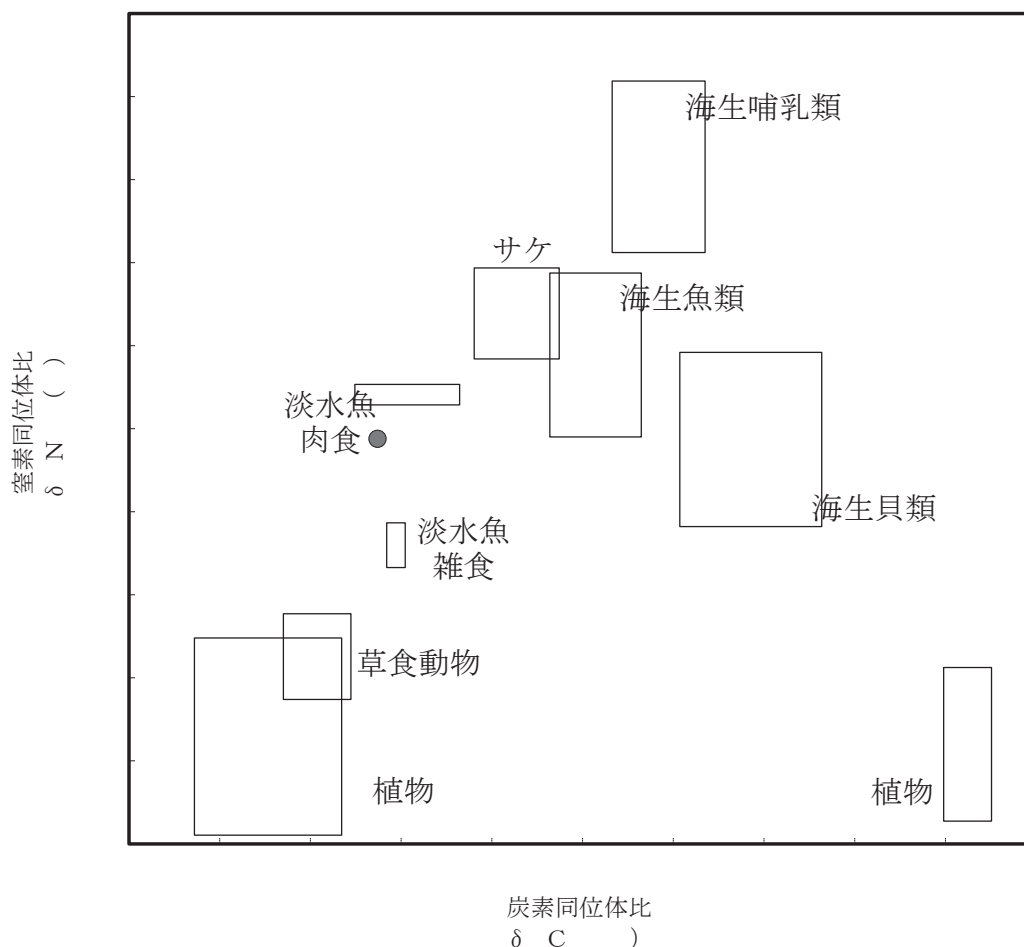 海生哺乳類
サケ
海生魚類
淡水魚
肉食
海生貝類
淡水魚
雑食
草食動物
植物
植物
窒素同位体比
δ N ( )
炭素同位体比
δ C )